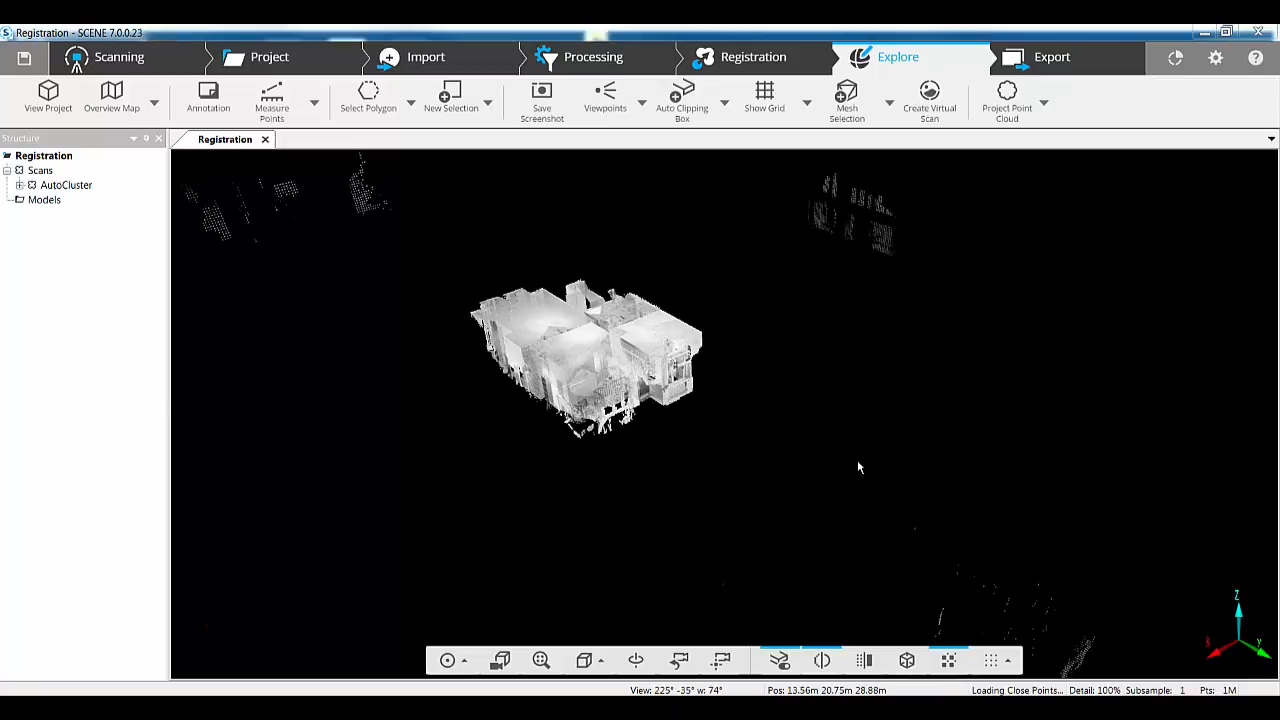 Registration - SCENE 7.0.0.23
Scanning Project Import Processing Registration Explore Export
View Project Overview Map Annotation Measure Points Select Polygon New Selection Save Screenshot Viewpoints Auto Clipping Box Show Grid Mesh Selection Create Virtual Scan Project Point Cloud
Structure
Registration
Registration
Scans
AutoCluster
Models
Z
X
Y
View: 225° -35° w: 74° Pos: 13.56m 20.75m 28.88m Loading Close Points... Detail: 100% Subsample: 1 Pts: 1M